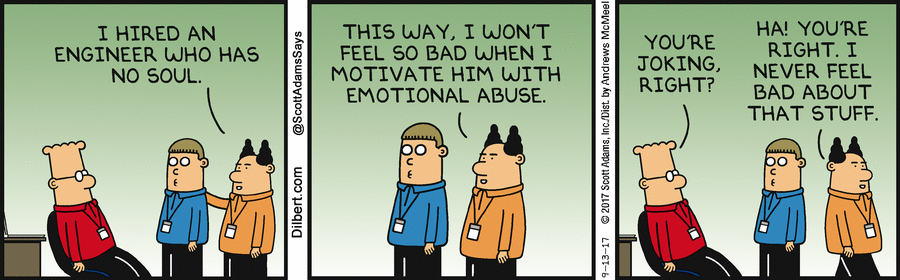 I HIRED AN
ENGINEER WHO HAS
NO SOUL.
Dilbert.com @ScottAdamsSays
THIS WAY, I WON'T
FEEL SO BAD WHEN I
MOTIVATE HIM WITH
EMOTIONAL ABUSE.
9-13-17 © 2017 Scott Adams, Inc./Dist. by Andrews McMeel
YOU'RE
JOKING,
RIGHT?
HA! YOU'RE
RIGHT. I
NEVER FEEL
BAD ABOUT
THAT STUFF.